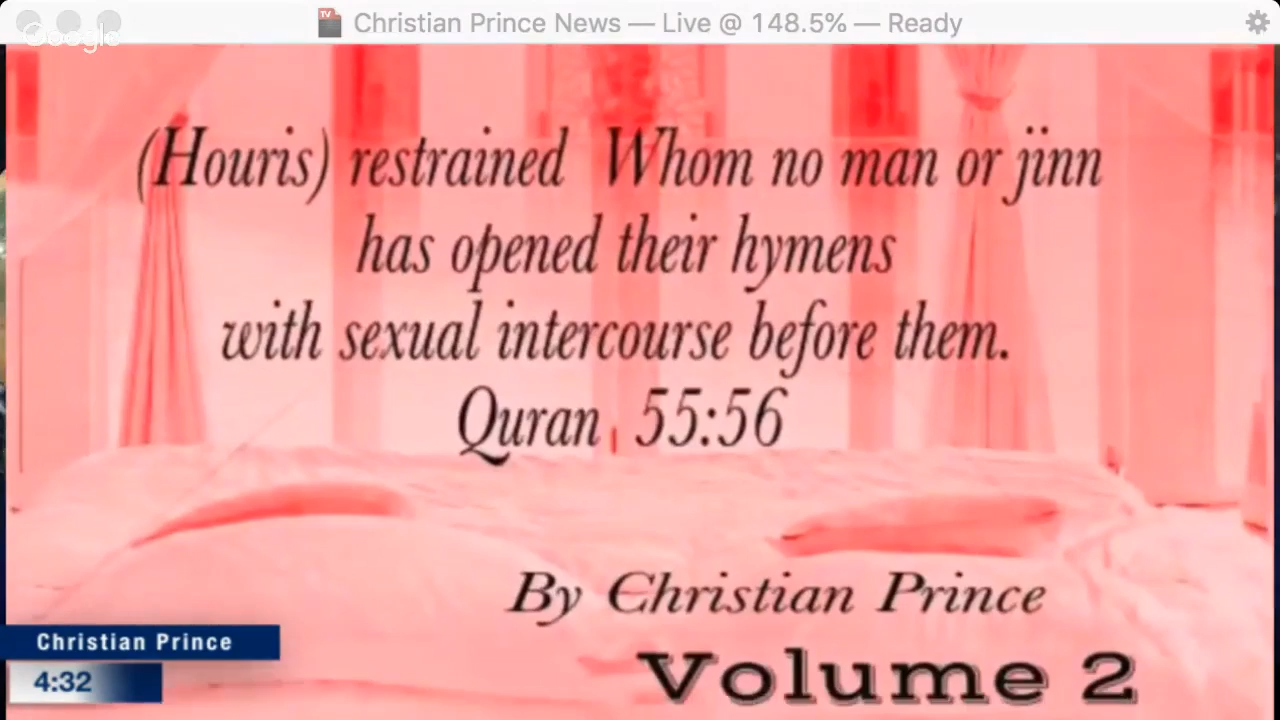 Christian Prince News — Live @ 148.5% — Ready
Google
(Houris) restrained Whom no man or jinn
has opened their hymens
with sexual intercourse before them.
Quran 55:56
By Christian Prince
Volume 2
Christian Prince
4:32